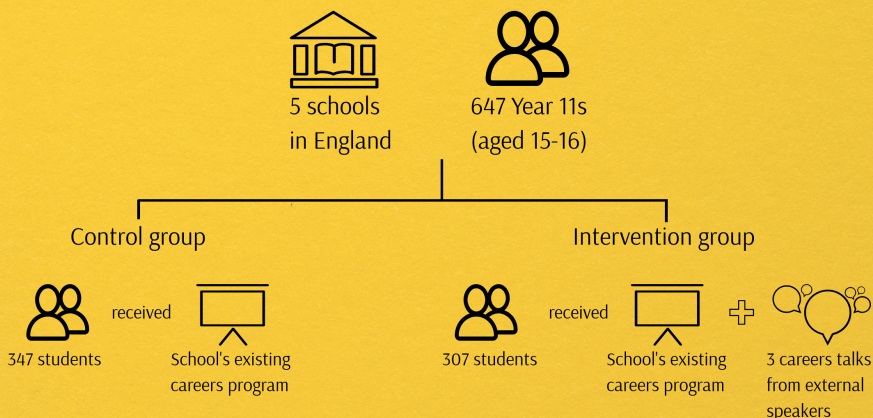 5 schools
in England
647 Year 11s
(aged 15-16)
Control group
Intervention group
347 students
received
School's existing
careers program
307 students
received
School's existing
careers program
3 careers talks
from external
speakers